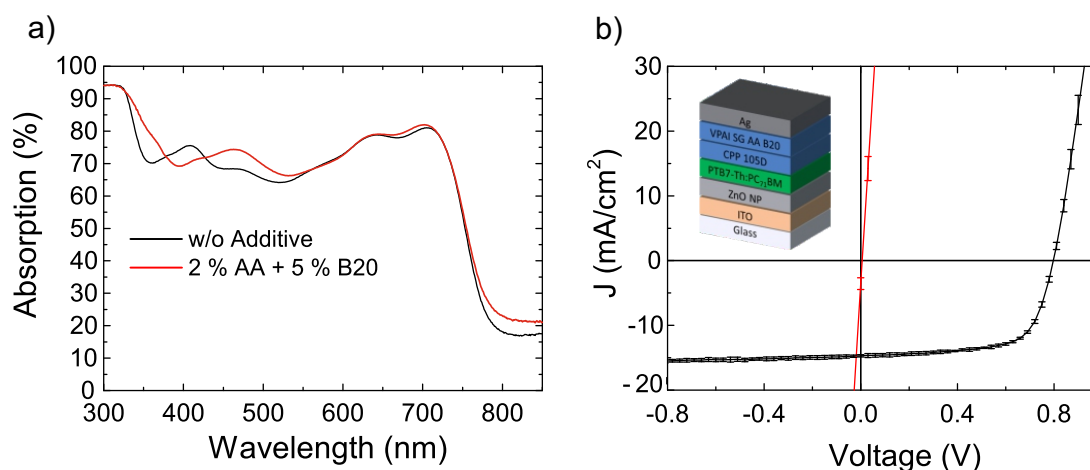 a)
100
90
80
70
60
50
40
30
20
10
0
Absorption (%)
w/o Additive
2 % AA + 5 % B20
300 400 500 600 700 800
Wavelength (nm)
b)
30
20
10
0
-10
-20
J (mA/cm²)
Ag
VPAI SG AA B20
CPP 105D
PTB7-Th:PC₇₁BM
ZnO NP
ITO
Glass
-0.8 -0.4 0.0 0.4 0.8
Voltage (V)